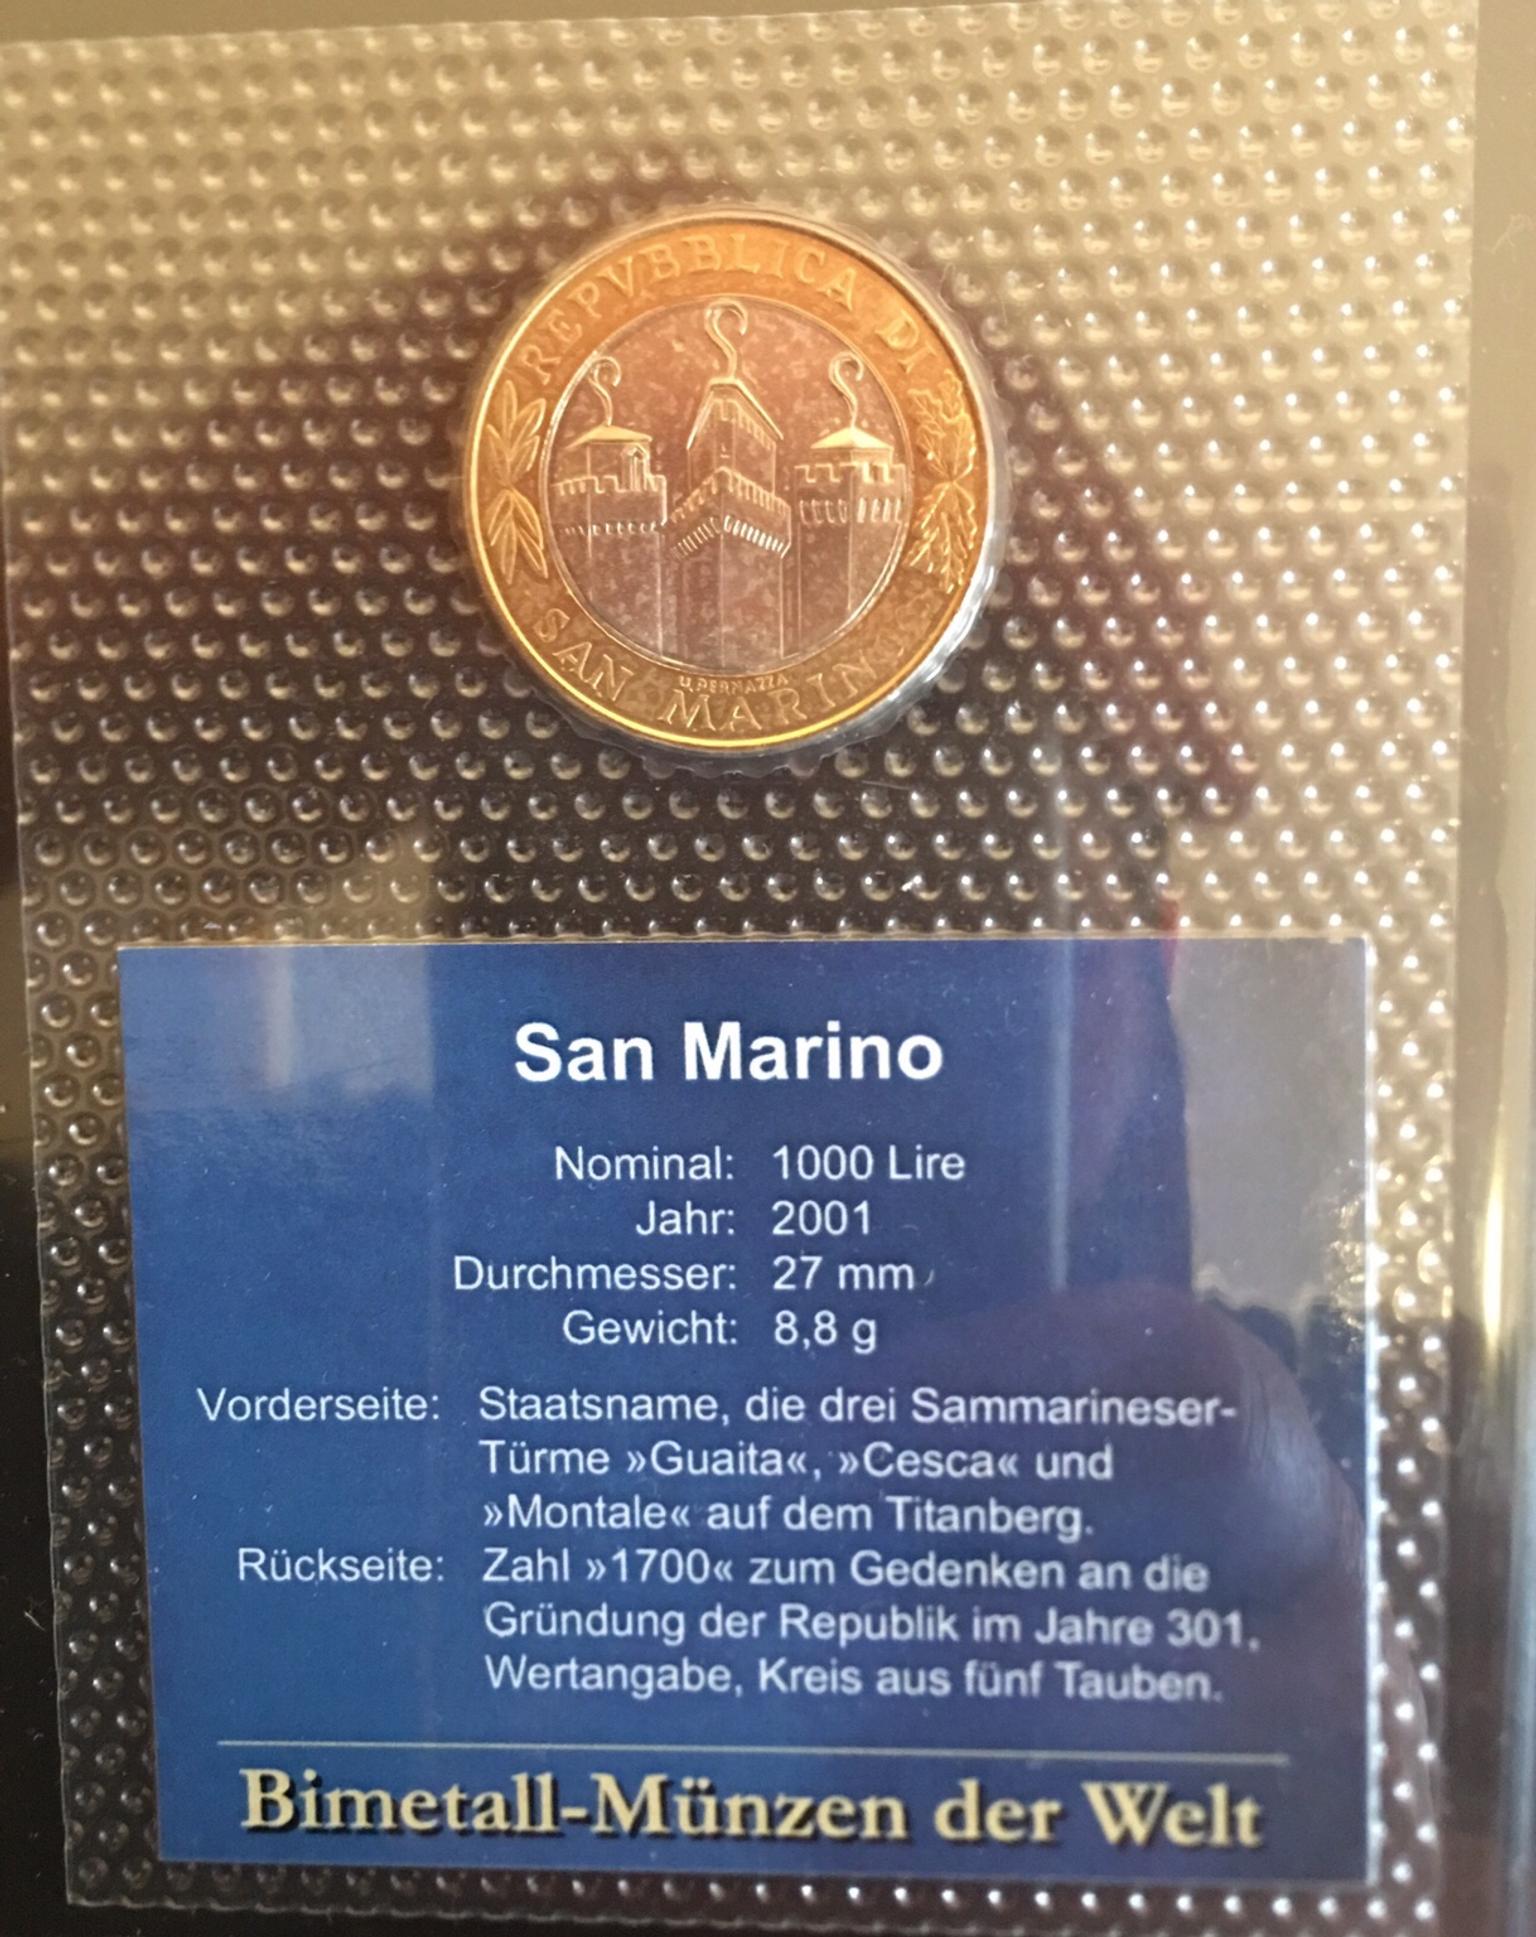 REPVBBLICA DI
SAN MARINO
U. PERNAZZA
San Marino
Nominal: 1000 Lire
Jahr: 2001
Durchmesser: 27 mm
Gewicht: 8,8 g
Vorderseite: Staatsname, die drei Sammarineser-
Türme »Guaita«, »Cesca« und
»Montale« auf dem Titanberg.
Rückseite: Zahl »1700« zum Gedenken an die
Gründung der Republik im Jahre 301,
Wertangabe, Kreis aus fünf Tauben.
Bimetall-Münzen der Welt